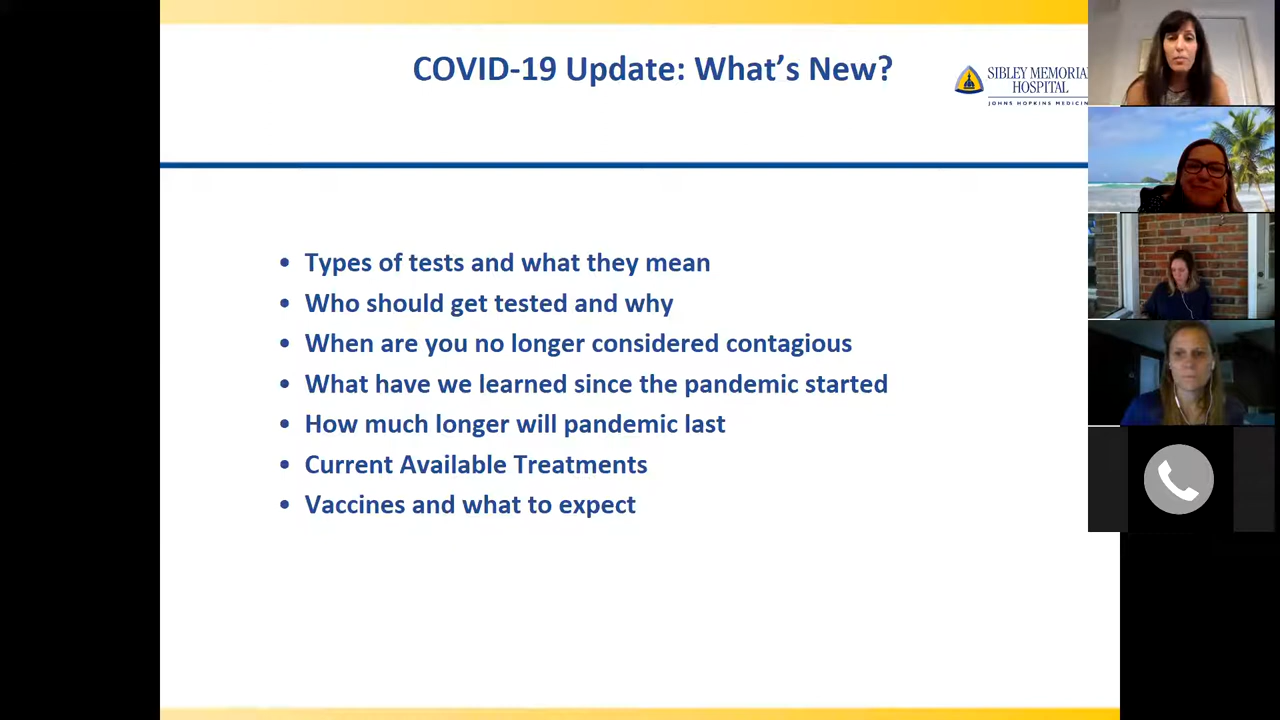 COVID-19 Update: What's New?
SIBLEY MEMORIAL
HOSPITAL
JOHNS HOPKINS MEDICINE
• Types of tests and what they mean
• Who should get tested and why
• When are you no longer considered contagious
• What have we learned since the pandemic started
• How much longer will pandemic last
• Current Available Treatments
• Vaccines and what to expect